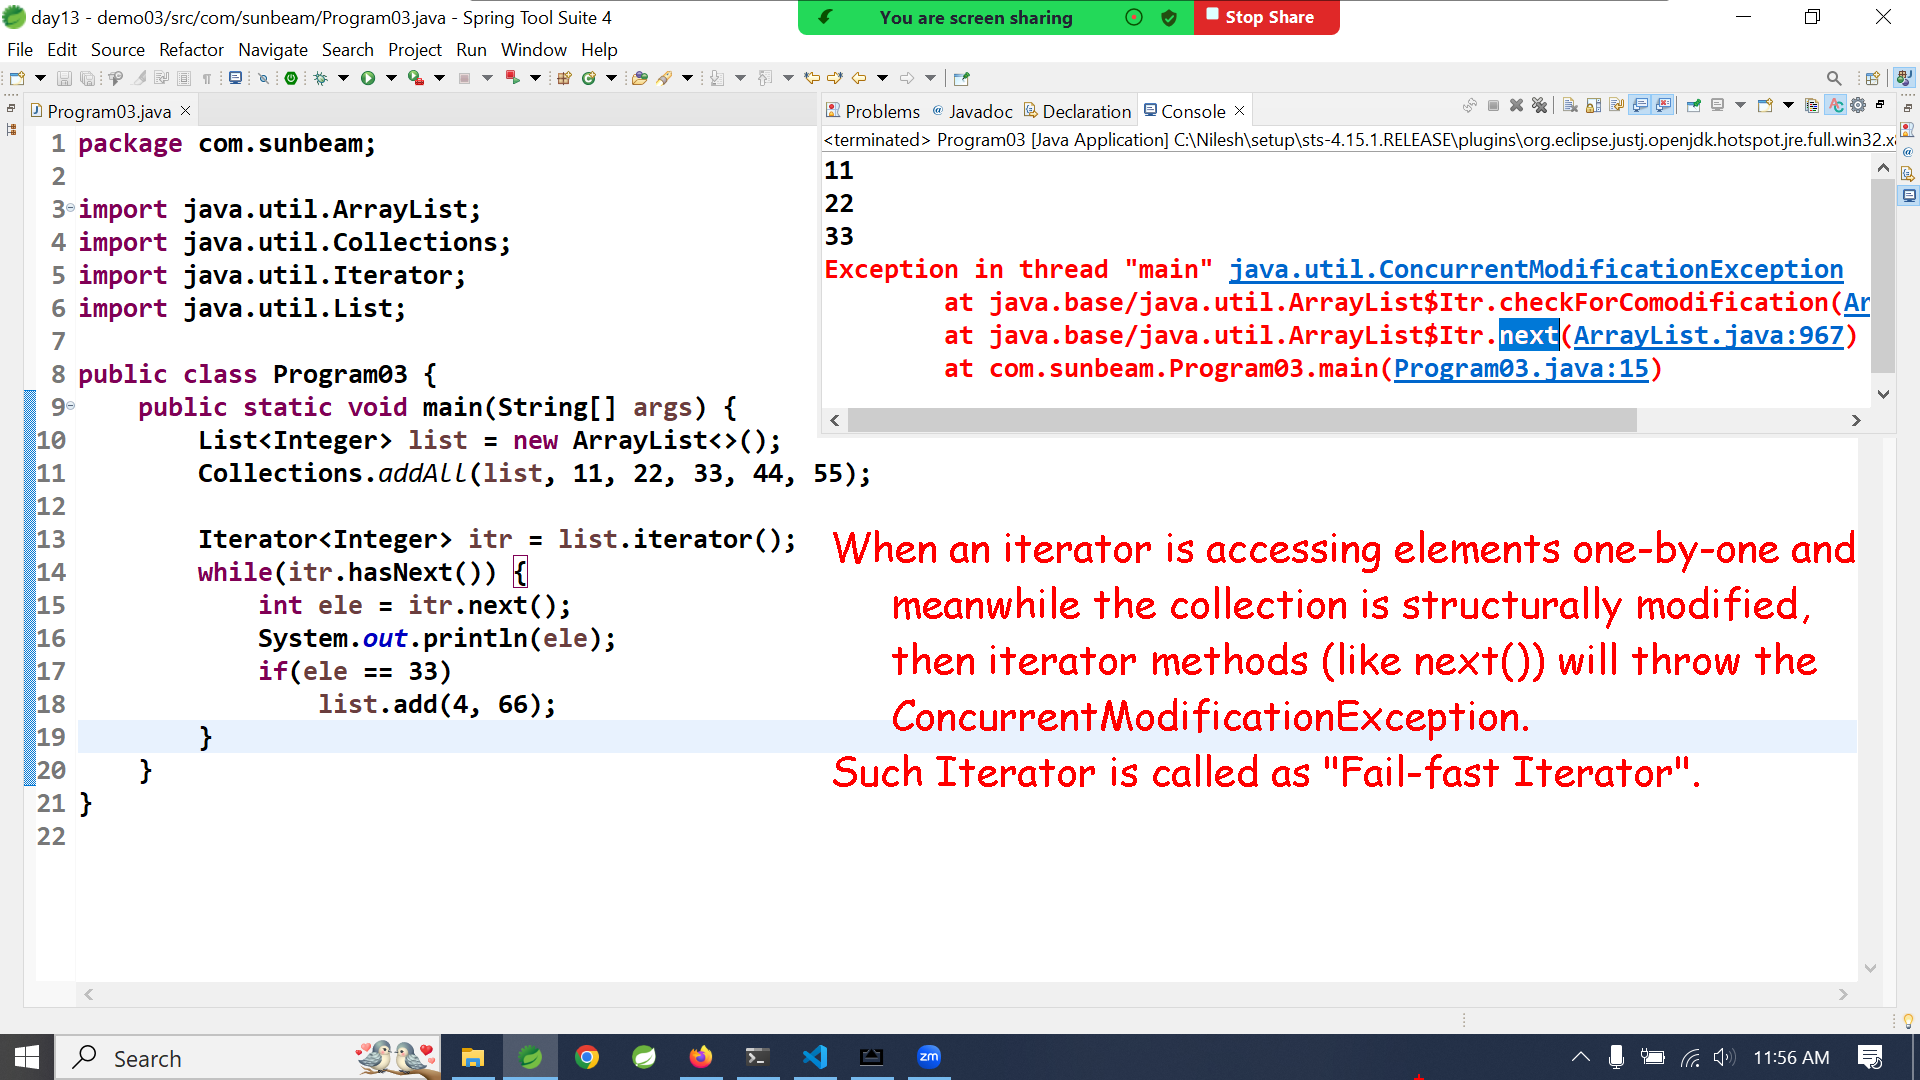 day13 - demo03/src/com/sunbeam/Program03.java - Spring Tool Suite 4
You are screen sharing
Stop Share
File Edit Source Refactor Navigate Search Project Run Window Help
Program03.java
1 package com.sunbeam;
2
3 import java.util.ArrayList;
4 import java.util.Collections;
5 import java.util.Iterator;
6 import java.util.List;
7
8 public class Program03 {
9 public static void main(String[] args) {
10 List<Integer> list = new ArrayList<>();
11 Collections.addAll(list, 11, 22, 33, 44, 55);
12
13 Iterator<Integer> itr = list.iterator();
14 while(itr.hasNext()) {
15 int ele = itr.next();
16 System.out.println(ele);
17 if(ele == 33)
18 list.add(4, 66);
19 }
20 }
21 }
22
Problems @ Javadoc Declaration Console
<terminated> Program03 [Java Application] C:\Nilesh\setup\sts-4.15.1.RELEASE\plugins\org.eclipse.justj.openjdk.hotspot.jre.full.win32.x
11
22
33
Exception in thread "main" java.util.ConcurrentModificationException
at java.base/java.util.ArrayList$Itr.checkForComodification(Ar
at java.base/java.util.ArrayList$Itr.next(ArrayList.java:967)
at com.sunbeam.Program03.main(Program03.java:15)
When an iterator is accessing elements one-by-one and
meanwhile the collection is structurally modified,
then iterator methods (like next()) will throw the
ConcurrentModificationException.
Such Iterator is called as "Fail-fast Iterator".
Search
zm
11:56 AM